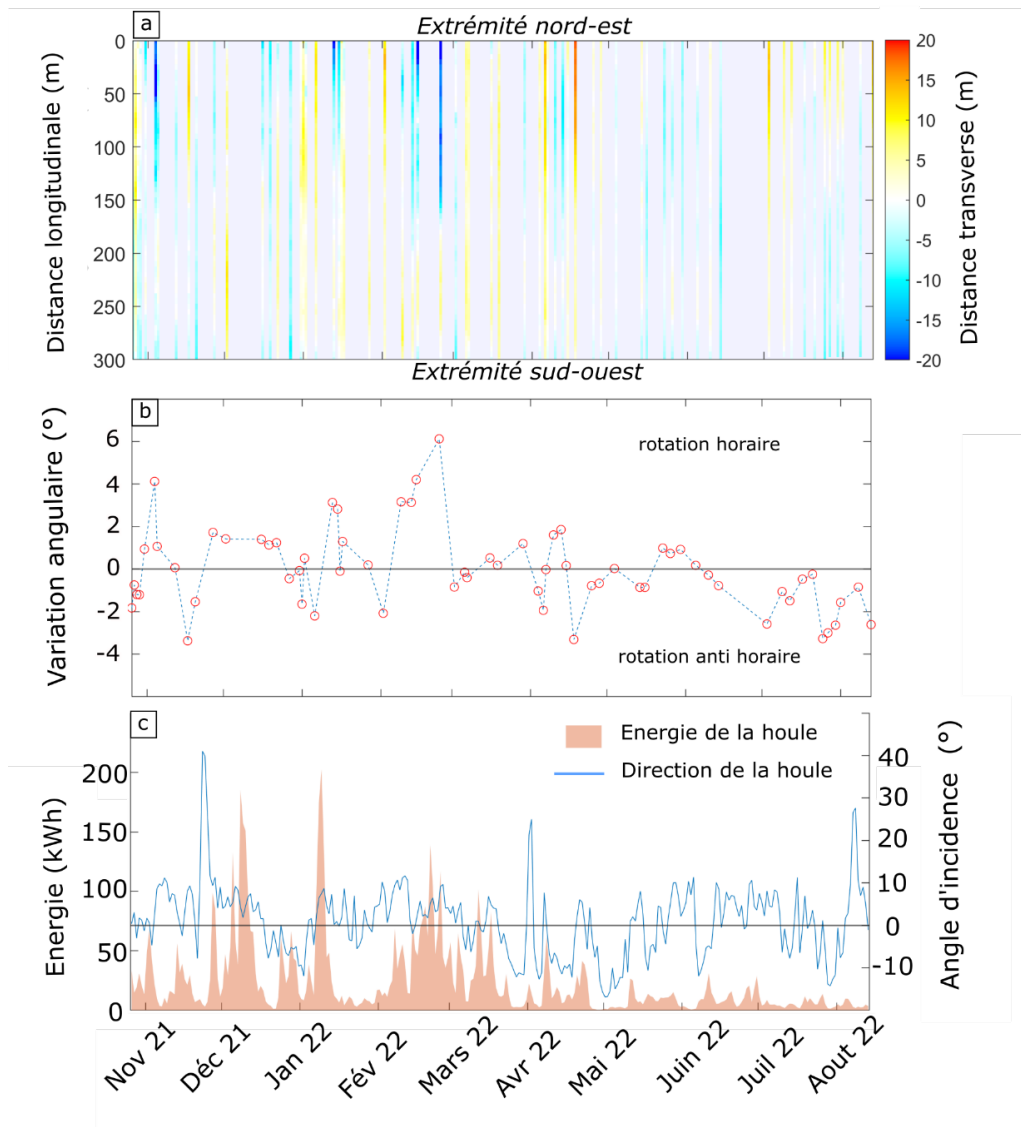 a
Extrémité nord-est
Distance longitudinale (m)
0
50
100
150
200
250
300
20
15
10
5
0
-5
-10
-15
-20
Distance transverse (m)
Extrémité sud-ouest
b
Variation angulaire (°)
6
4
2
0
-2
-4
rotation horaire
rotation anti horaire
c
Energie de la houle
Direction de la houle
Energie (kWh)
200
150
100
50
0
40
30
20
10
0
-10
Angle d'incidence (°)
Nov 21
Déc 21
Jan 22
Fév 22
Mars 22
Avr 22
Mai 22
Juin 22
Juil 22
Aout 22